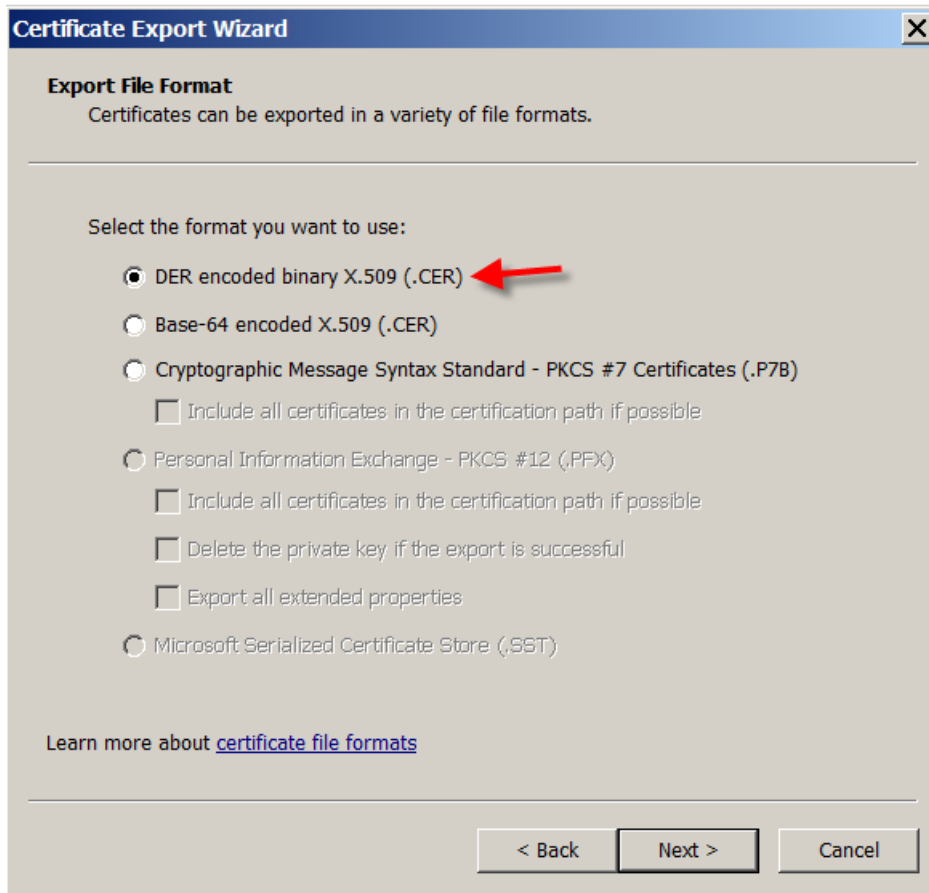 Certificate Export Wizard
Export File Format
Certificates can be exported in a variety of file formats.
Select the format you want to use:
DER encoded binary X.509 (.CER)
Base-64 encoded X.509 (.CER)
Cryptographic Message Syntax Standard - PKCS #7 Certificates (.P7B)
Include all certificates in the certification path if possible
Personal Information Exchange - PKCS #12 (.PFX)
Include all certificates in the certification path if possible
Delete the private key if the export is successful
Export all extended properties
Microsoft Serialized Certificate Store (.SST)
Learn more about certificate file formats
< Back Next > Cancel